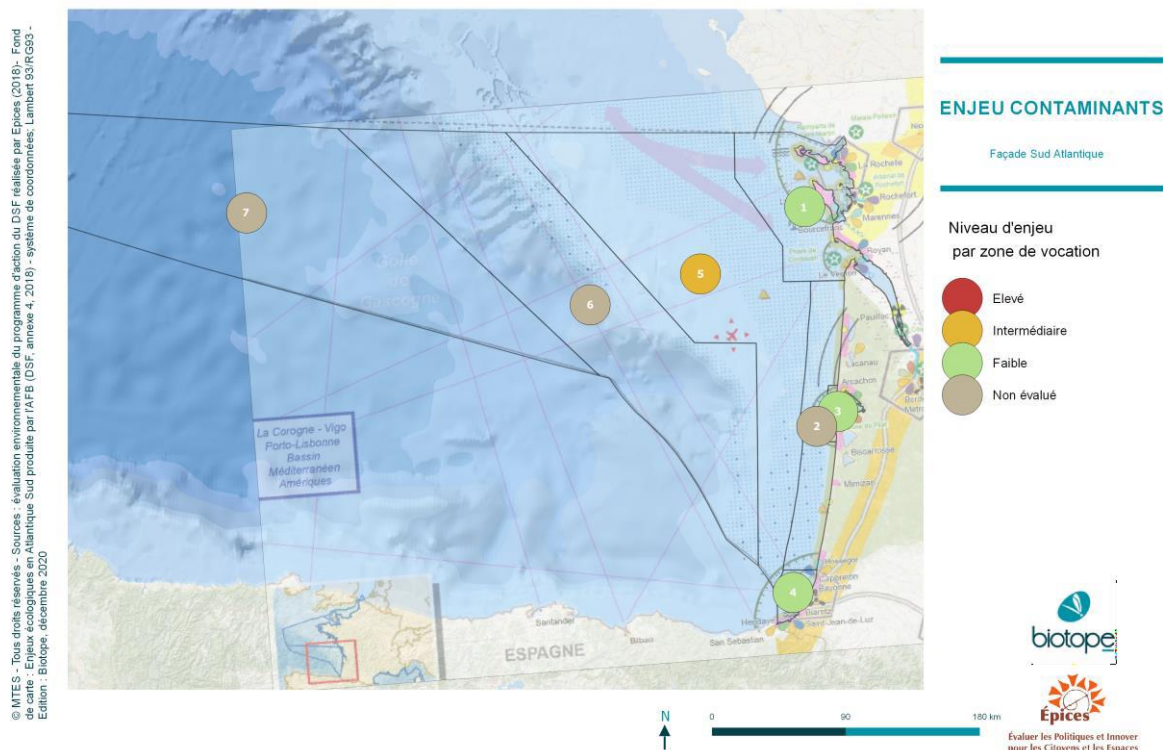 © MTES - Tous droits réservés - Sources : évaluation environnementale du programme d'action du DSF réalisée par Epices (2018)- Fond
de carte : Enjeux écologiques en Atlantique Sud produite par l'AFB (DSF, annexe 4, 2018) - système de coordonnées; Lambert 93/RG93 -
Edition : Biotope, décembre 2020
ENJEU CONTAMINANTS
Façade Sud Atlantique
Niveau d'enjeu
par zone de vocation
Elevé
Intermédiaire
Faible
Non évalué
Marais Poitevin
La Rochelle
1
Rochefort
Marennes
7
Royan
5
Golfe
de
Gascogne
6
Le Verdon
Pauillac
Lacanau
Arcachon
3
2
Biscarrosse
Mimizan
La Corogne - Vigo
Porto-Lisbonne
Bassin
Méditerranéen
Amériques
Capbreton
Bayonne
4
Biarritz
Saint-Jean-de-Luz
Hendaye
San Sebastian
Santander
Bilbao
ESPAGNE
biotope
N
0
90
180 km
Épices
Évaluer les Politiques et Innover
pour les Citoyens et les Espaces